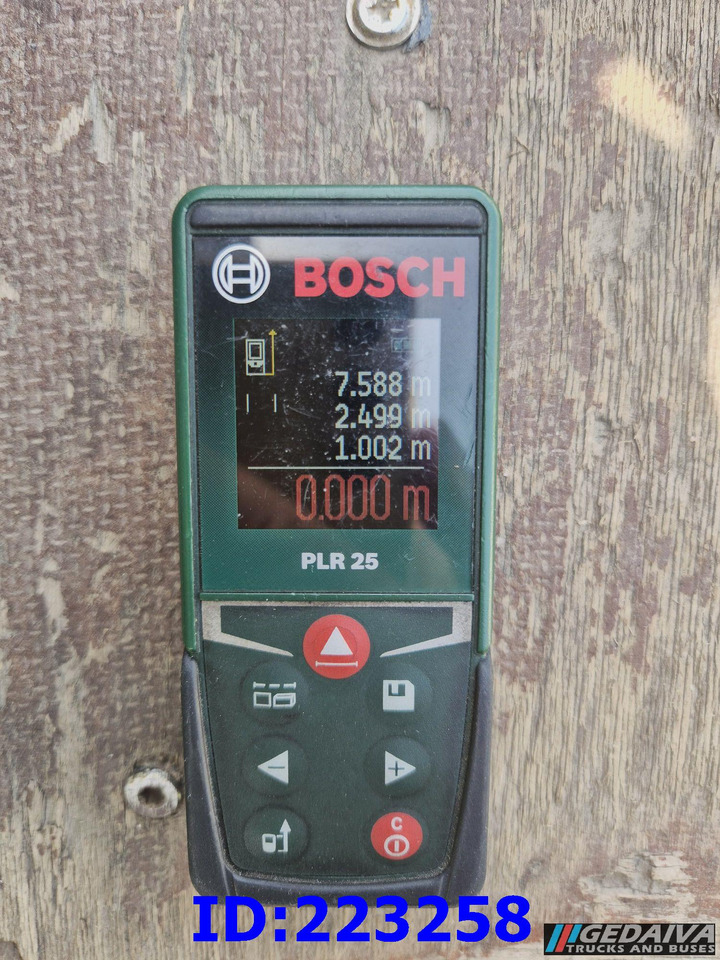 BOSCH
7.588 m
2.499 m
1.002 m
0.000 m
PLR 25
C
ID:223258
GEDAIVA
TRUCKS AND BUSES